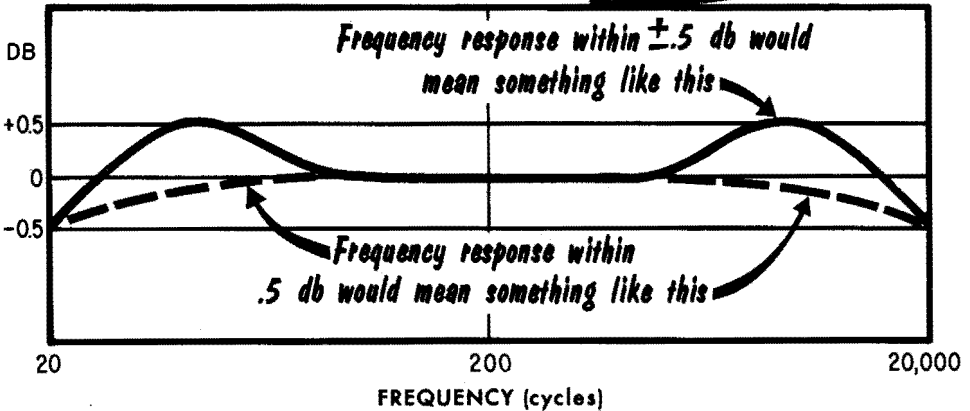 Frequency response within ±.5 db would
mean something like this
DB
+0.5
0
-0.5
Frequency response within
.5 db would mean something like this
20
200
20,000
FREQUENCY (cycles)